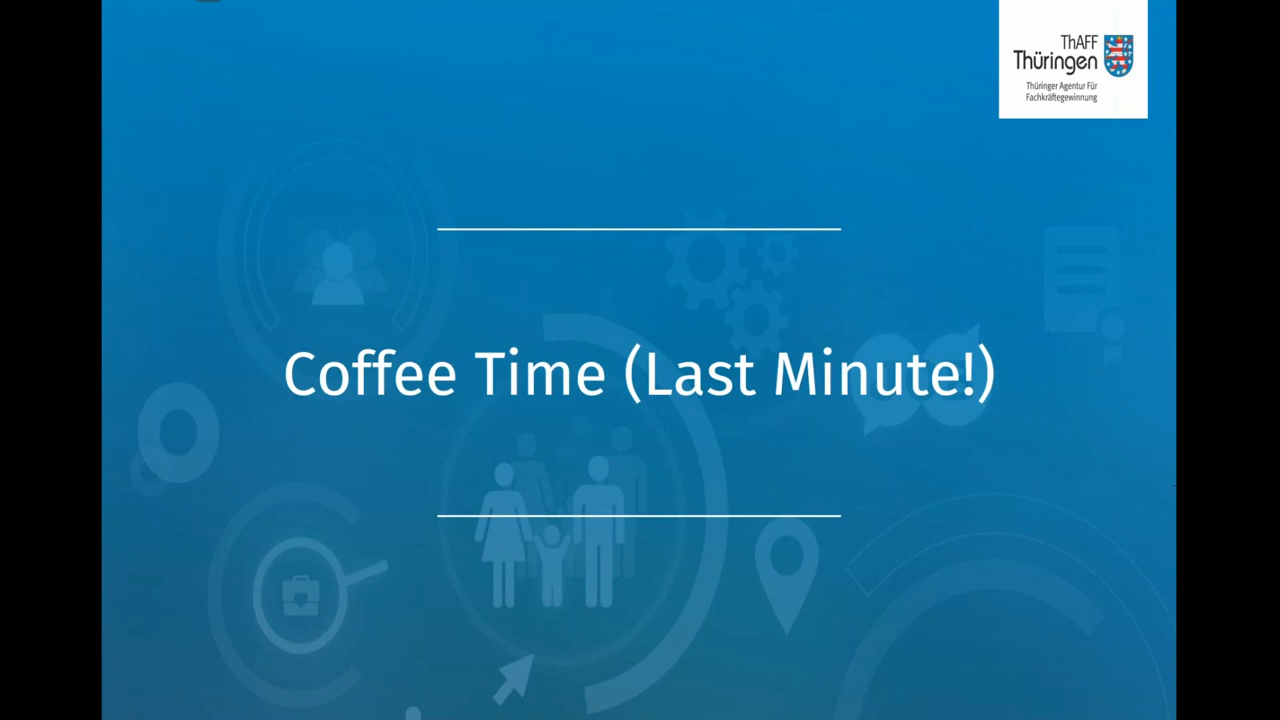 ThAFF
Thüringen
Thüringer Agentur Für
Fachkräftegewinnung
Coffee Time (Last Minute!)